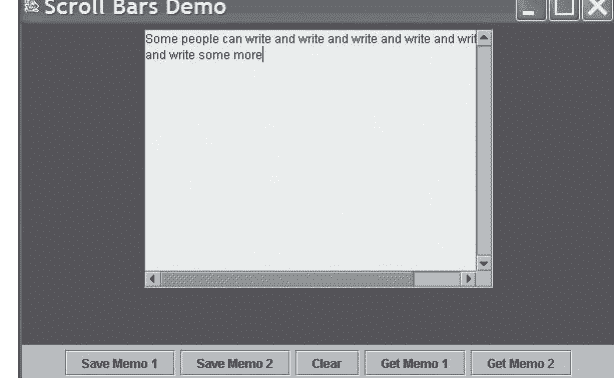 Scroll Bars Demo
Some people can write and write and write and write and writ
and write some more
Save Memo 1 Save Memo 2 Clear Get Memo 1 Get Memo 2